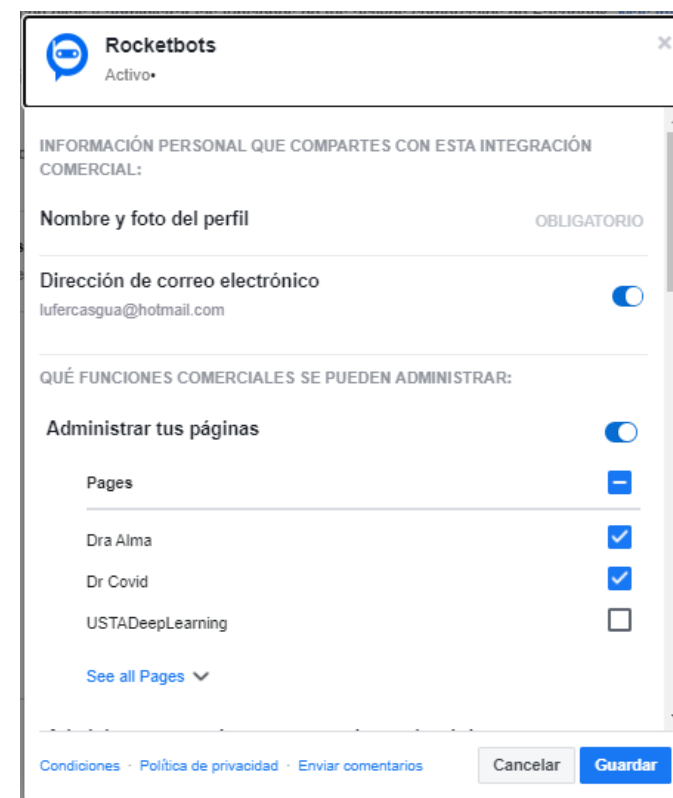 Rocketbots
Activo•
INFORMACIÓN PERSONAL QUE COMPARTES CON ESTA INTEGRACIÓN
COMERCIAL:
Nombre y foto del perfil
OBLIGATORIO
Dirección de correo electrónico
lufercasgua@hotmail.com
QUÉ FUNCIONES COMERCIALES SE PUEDEN ADMINISTRAR:
Administrar tus páginas
Pages
Dra Alma
Dr Covid
USTADeepLearning
See all Pages
Condiciones · Política de privacidad · Enviar comentarios
Cancelar
Guardar